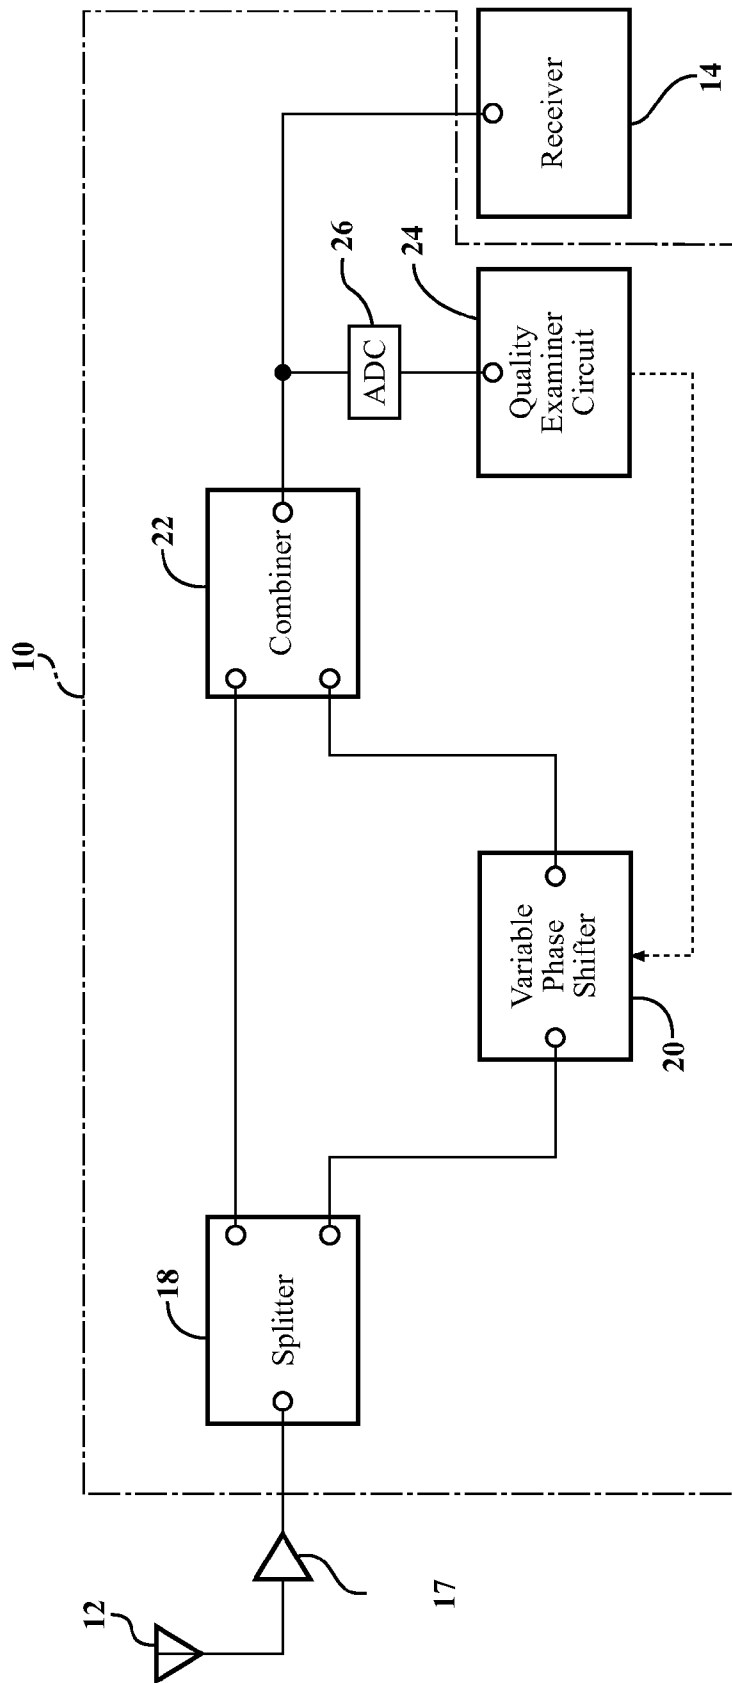 10
12
17
18
Splitter
20
Variable
Phase
Shifter
22
Combiner
26
ADC
24
Quality
Examiner
Circuit
Receiver
14